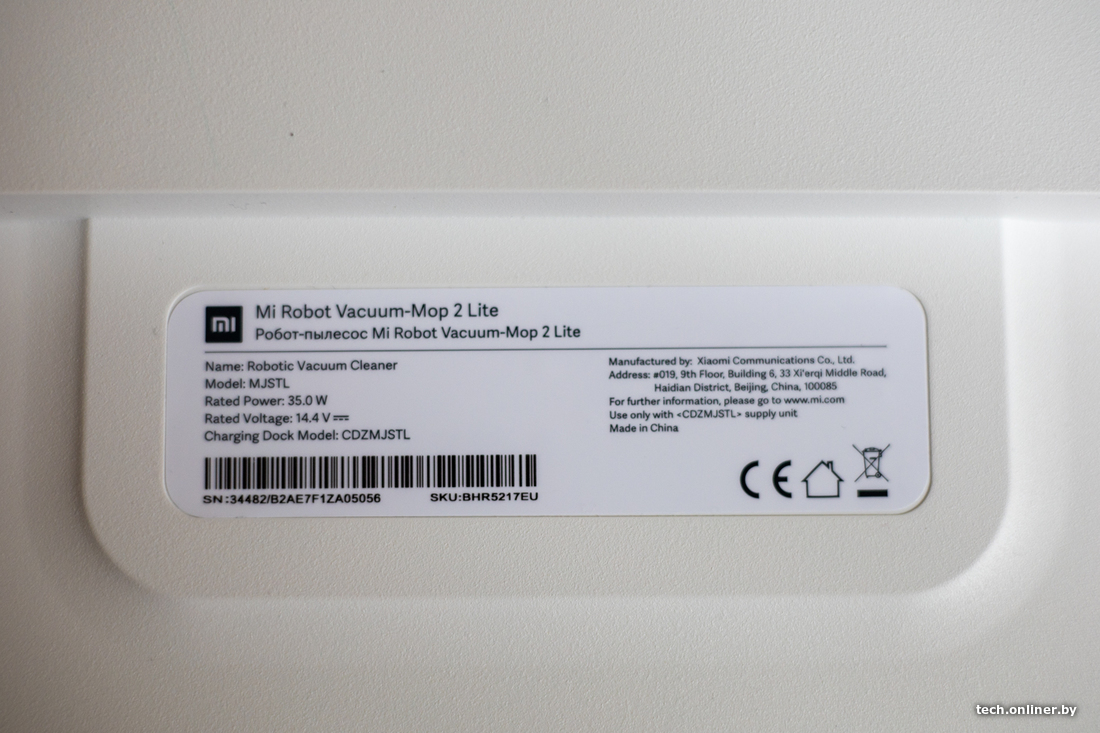 mi
Mi Robot Vacuum-Mop 2 Lite
Робот-пылесос Mi Robot Vacuum-Mop 2 Lite
Name: Robotic Vacuum Cleaner
Model: MJSTL
Rated Power: 35.0 W
Rated Voltage: 14.4 V ⎓
Charging Dock Model: CDZMJSTL
SN:34482/B2AE7F1ZA05056 SKU:BHR5217EU
Manufactured by: Xiaomi Communications Co., Ltd.
Address: #019, 9th Floor, Building 6, 33 Xi'erqi Middle Road,
Haidian District, Beijing, China, 100085
For further information, please go to www.mi.com
Use only with <CDZMJSTL> supply unit
Made in China
CE
tech.onliner.by